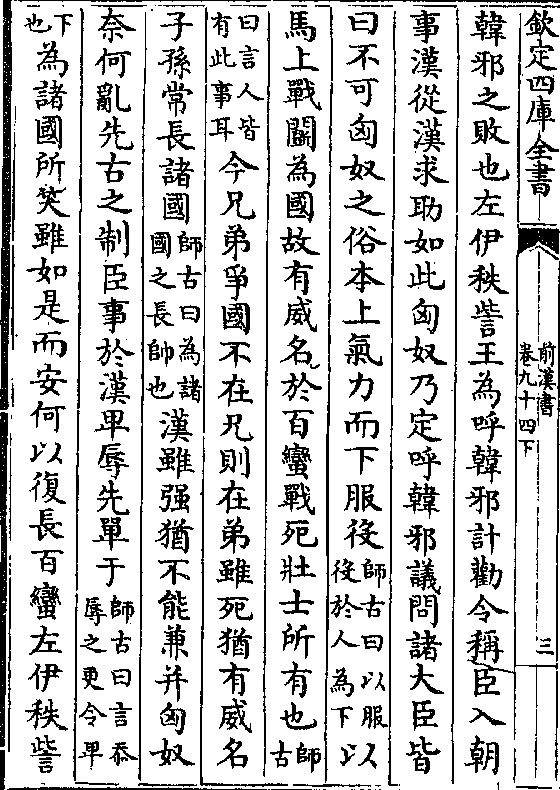 欽定四庫全書
前漢書
卷九十四下
三
韓邪之敗也左伊秩訾王為呼韓邪計勸令稱臣入朝
事漢從漢求助如此匈奴乃定呼韓邪議問諸大臣皆
曰不可匈奴之俗本上氣力而下服役師古曰以服役於人為下以
馬上戰鬭為國故有威名於百蠻戰死壯士所有也師古
曰言人皆有此事耳今兄弟爭國不在兄則在弟雖死猶有威名
子孫常長諸國師古曰為諸國之長帥也漢雖强猶不能兼并匈奴
奈何亂先古之制臣事於漢卑辱先單于師古曰言忝辱之更令卑
下也為諸國所笑雖如是而安何以復長百蠻左伊秩訾